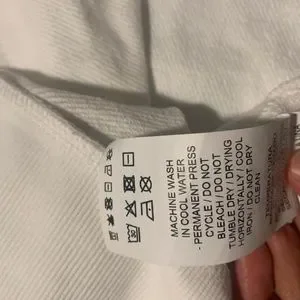 MACHINE WASH
IN COOL WATER
- PERMANENT PRESS
CYCLE / DO NOT
BLEACH / DO NOT
TUMBLE DRY / DRYING
HORIZONTALLY / COOL
IRON / DO NOT DRY
CLEAN